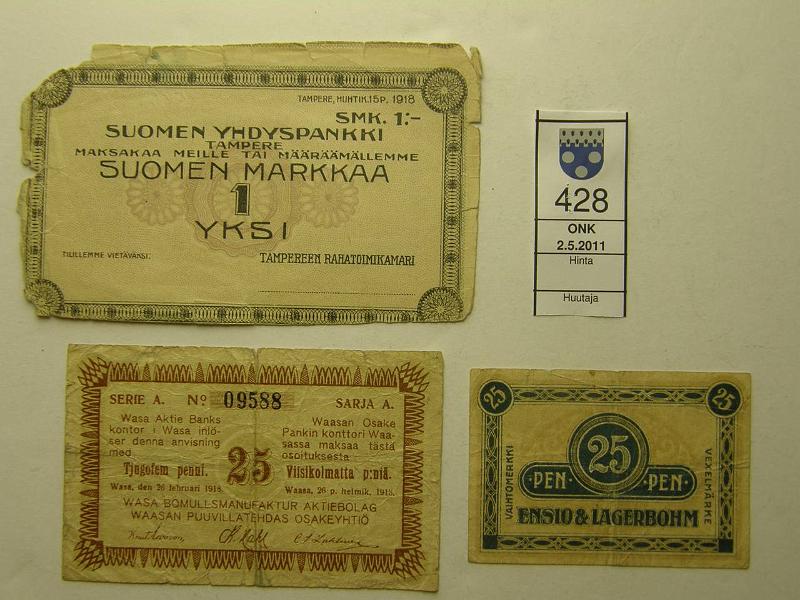 TAMPERE, HUHTIK.15 P. 1918
SMK. 1:-
SUOMEN YHDYSPANKKI
TAMPERE
MAKSAKAA MEILLE TAI MÄÄRÄÄMÄLLEMME
SUOMEN MARKKAA
1
YKSI
TILILLEMME VIETÄVÄKSI.
TAMPEREEN RAHATOIMIKAMARI
428
ONK
2.5.2011
Hinta
Huutaja
SERIE A. No 09588 SARJA A.
Wasa Aktie Banks
kontor i Wasa inlö-
ser denna anvisning
med
Tjugofem penni.
Wasa, den 26 februari 1918.
Waasan Osake
Pankin konttori Waa-
sassa maksaa tästä
osoituksesta
Viisikolmatta p:niä.
Waasa, 26 p. helmik. 1918.
25
WASA BOMULLSMANUFAKTUR AKTIEBOLAG
WAASAN PUUVILLATEHDAS OSAKEYHTIÖ
25
25
VAIHTOMERKKI
25
PEN PEN
VEXELMÄRKE
ENSIO & LAGERBOHM